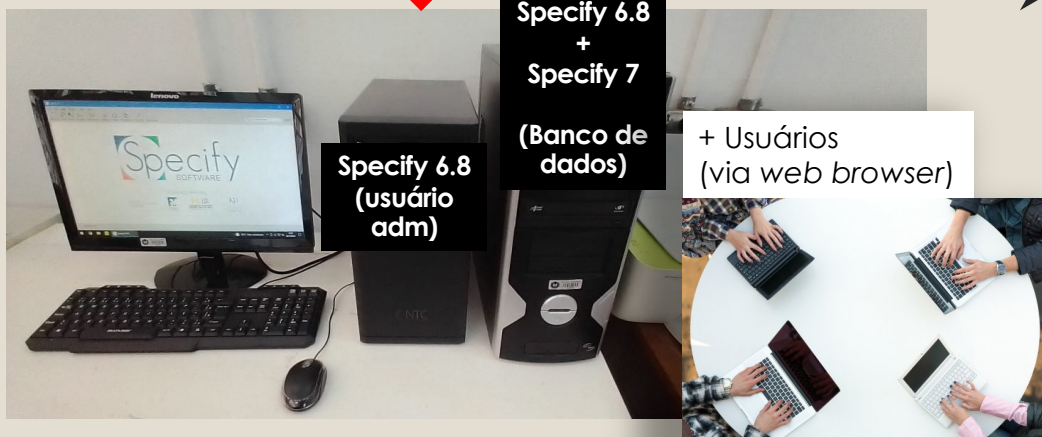 Specify 6.8
+
Specify 7
(Banco de
dados)
Specify 6.8
(usuário
adm)
+ Usuários
(via web browser)
lenovo
Specify
SOFTWARE
NTC